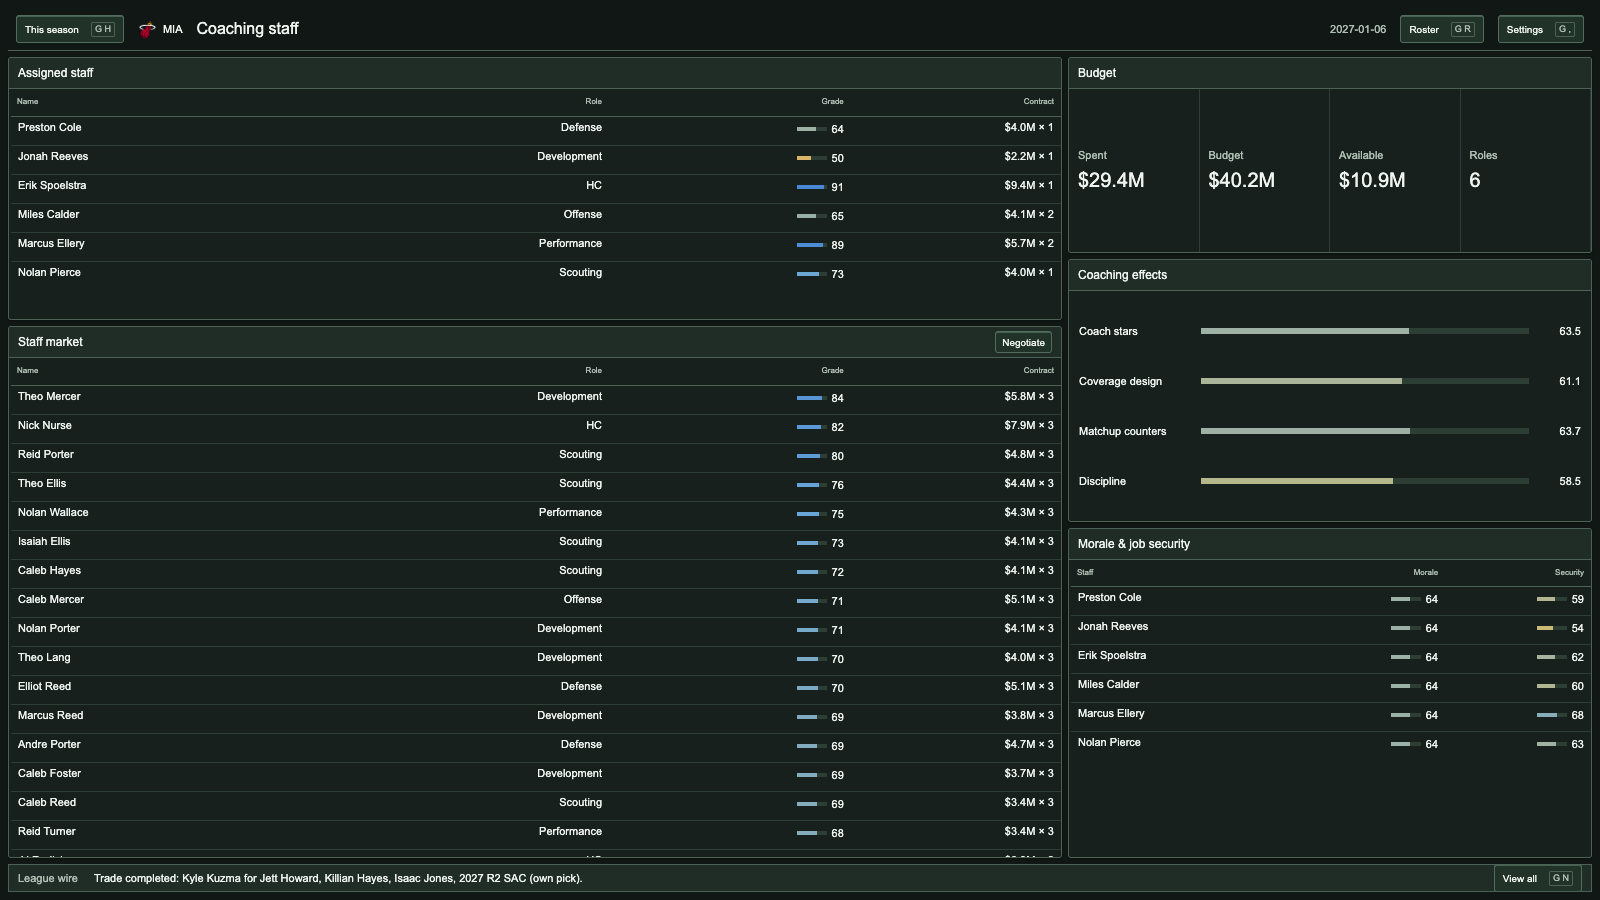 This season G H MIA Coaching staff 2027-01-06 Roster G R Settings G ,
Assigned staff
Name Role Grade Contract
Preston Cole Defense 64 $4.0M × 1
Jonah Reeves Development 50 $2.2M × 1
Erik Spoelstra HC 91 $9.4M × 1
Miles Calder Offense 65 $4.1M × 2
Marcus Ellery Performance 89 $5.7M × 2
Nolan Pierce Scouting 73 $4.0M × 1
Staff market Negotiate
Name Role Grade Contract
Theo Mercer Development 84 $5.8M × 3
Nick Nurse HC 82 $7.9M × 3
Reid Porter Scouting 80 $4.8M × 3
Theo Ellis Scouting 76 $4.4M × 3
Nolan Wallace Performance 75 $4.3M × 3
Isaiah Ellis Scouting 73 $4.1M × 3
Caleb Hayes Scouting 72 $4.1M × 3
Caleb Mercer Offense 71 $5.1M × 3
Nolan Porter Development 71 $4.1M × 3
Theo Lang Development 70 $4.0M × 3
Elliot Reed Defense 70 $5.1M × 3
Marcus Reed Development 69 $3.8M × 3
Andre Porter Defense 69 $4.7M × 3
Caleb Foster Development 69 $3.7M × 3
Caleb Reed Scouting 69 $3.4M × 3
Reid Turner Performance 68 $3.4M × 3
Budget
Spent Budget Available Roles
$29.4M $40.2M $10.9M 6
Coaching effects
Coach stars 63.5
Coverage design 61.1
Matchup counters 63.7
Discipline 58.5
Morale & job security
Staff Morale Security
Preston Cole 64 59
Jonah Reeves 64 54
Erik Spoelstra 64 62
Miles Calder 64 60
Marcus Ellery 64 68
Nolan Pierce 64 63
League wire Trade completed: Kyle Kuzma for Jett Howard, Killian Hayes, Isaac Jones, 2027 R2 SAC (own pick). View all G N